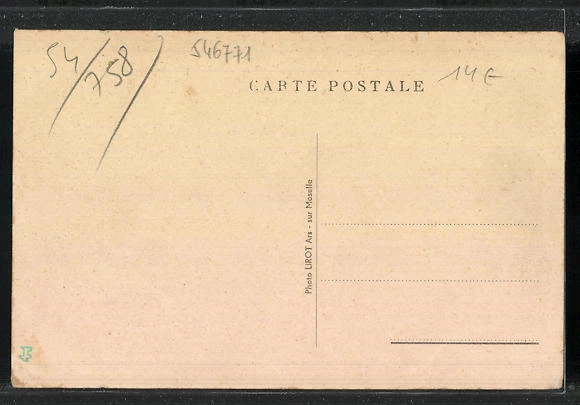 54/758/
546771
CARTE POSTALE
14€
Photo LIROT Ars - sur Moselle